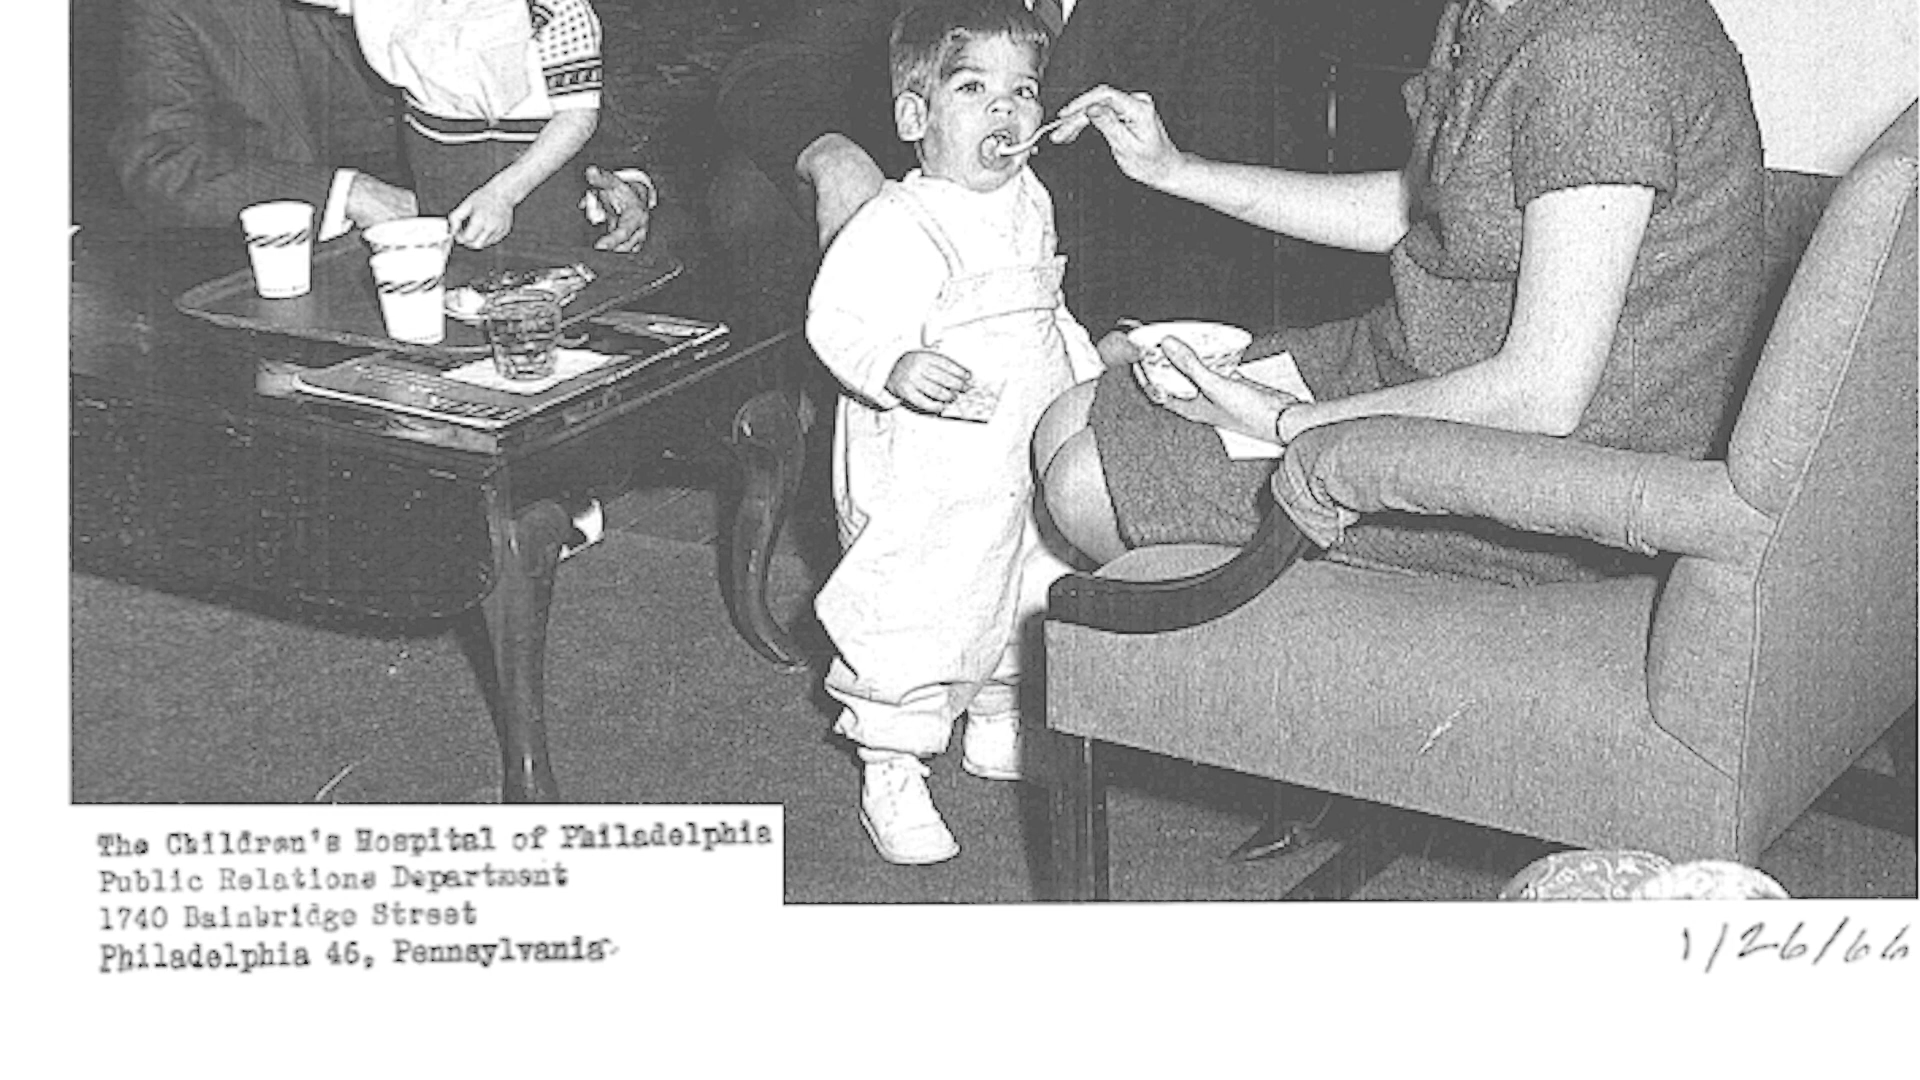 The Children's Hospital of Philadelphia
Public Relations Department
1740 Bainbridge Street
Philadelphia 46, Pennsylvania
1/26/66